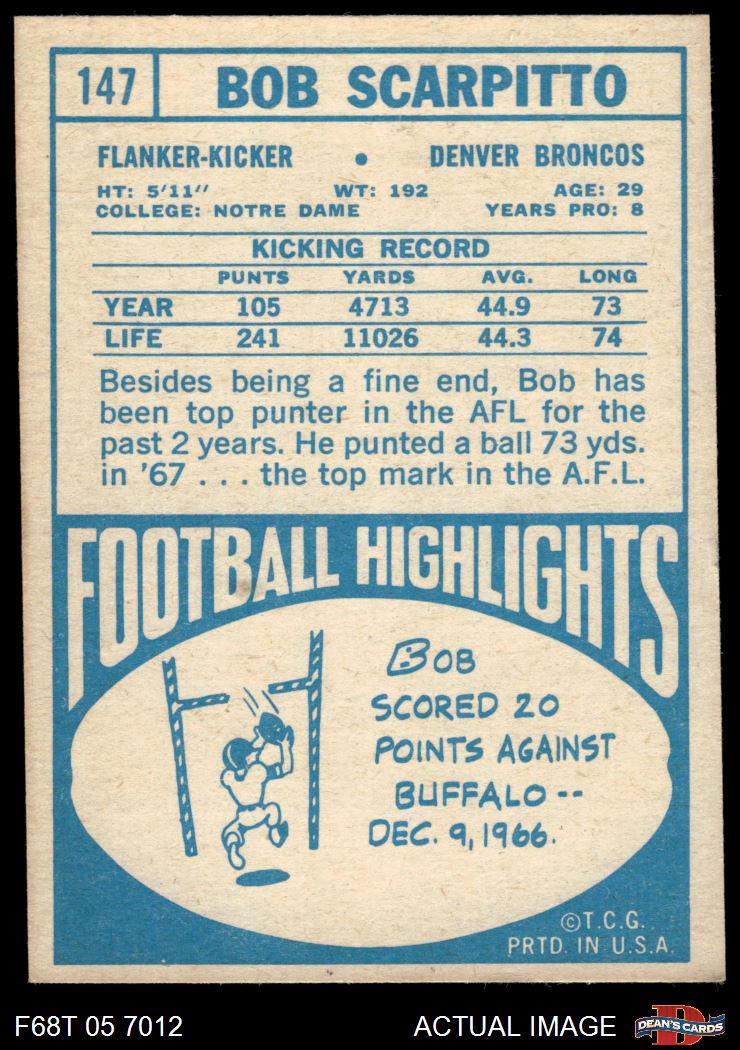 147 BOB SCARPITTO
FLANKER-KICKER • DENVER BRONCOS
HT: 5'11" WT: 192 AGE: 29
COLLEGE: NOTRE DAME YEARS PRO: 8
KICKING RECORD
PUNTS YARDS AVG. LONG
YEAR 105 4713 44.9 73
LIFE 241 11026 44.3 74
Besides being a fine end, Bob has
been top punter in the AFL for the
past 2 years. He punted a ball 73 yds.
in '67 . . . the top mark in the A.F.L.
FOOTBALL HIGHLIGHTS
BOB
SCORED 20
POINTS AGAINST
BUFFALO --
DEC. 9, 1966.
©T.C.G.
PRTD. IN U.S.A.
F68T 05 7012 ACTUAL IMAGE D DEAN'S CARDS